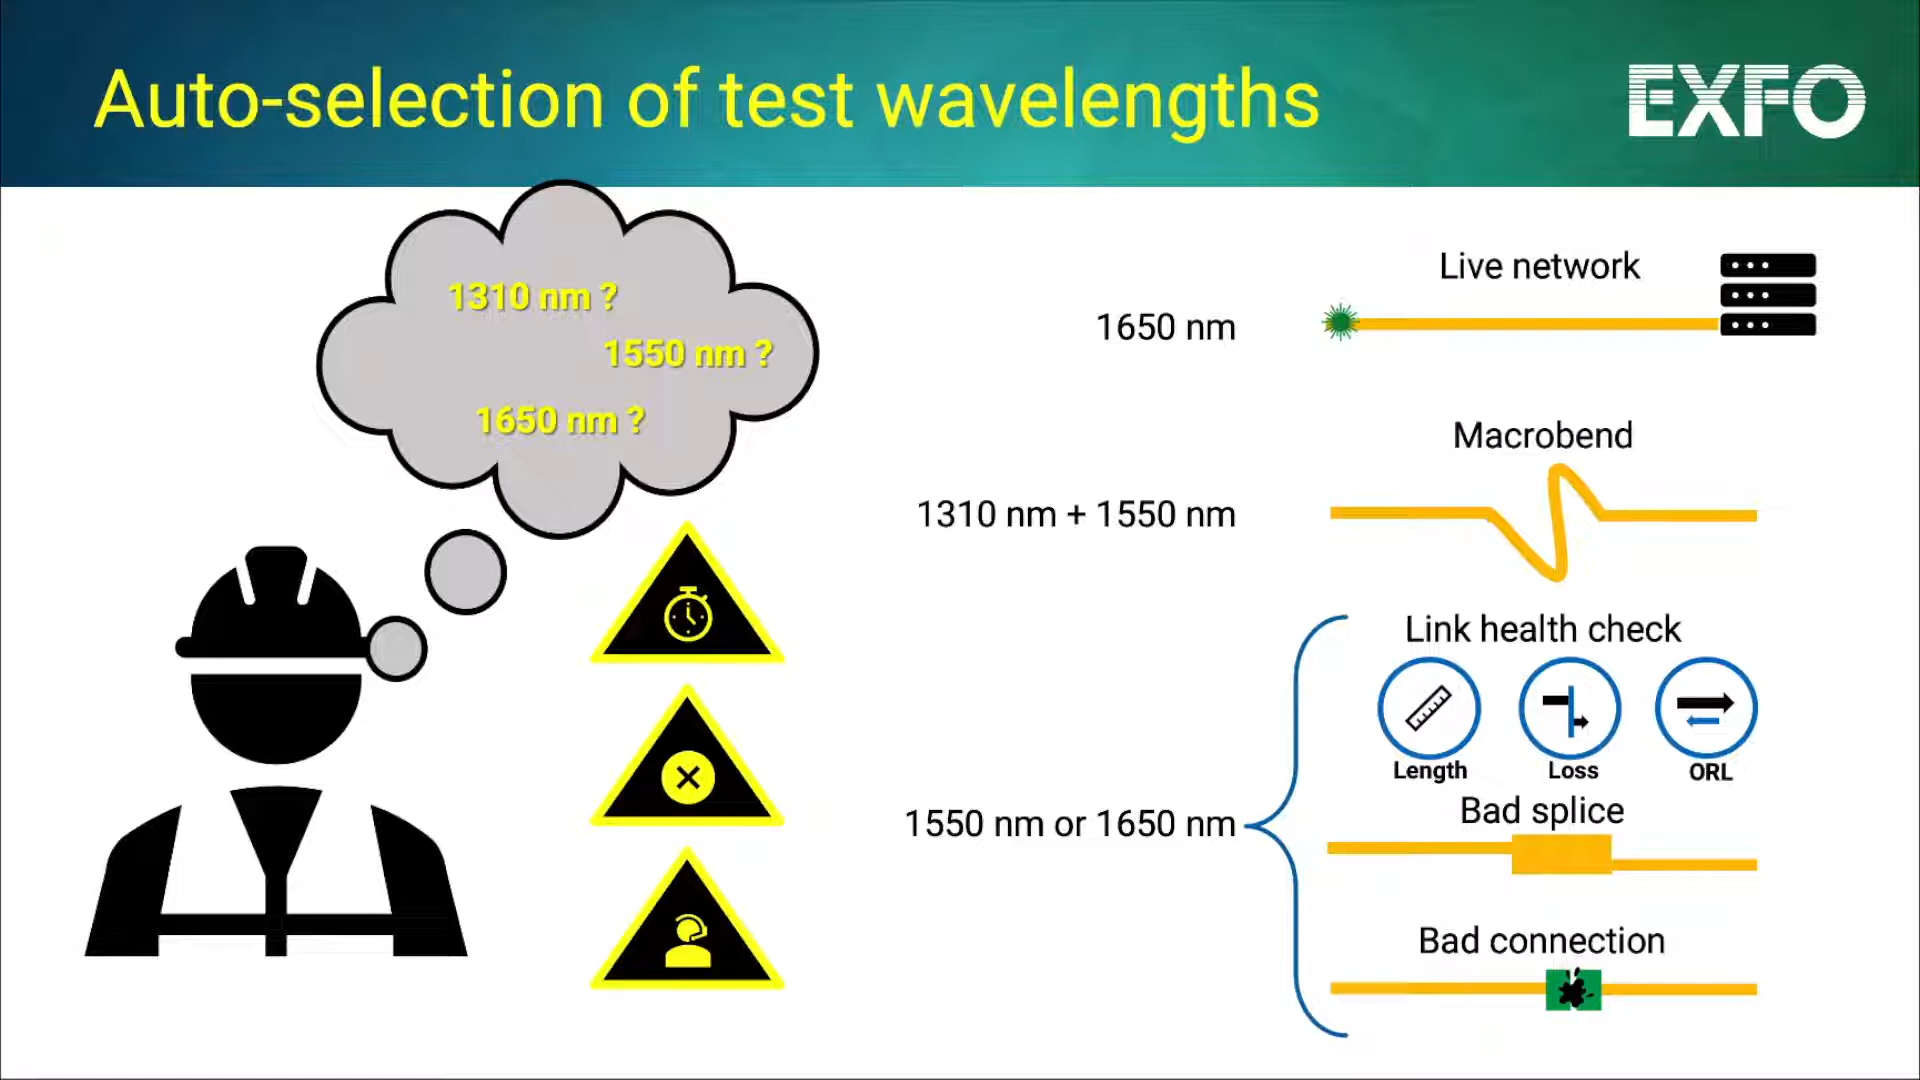 Auto-selection of test wavelengths
EXFO
1310 nm ?
1550 nm ?
1650 nm ?
Live network
1650 nm
Macrobend
1310 nm + 1550 nm
Link health check
Length
Loss
ORL
1550 nm or 1650 nm
Bad splice
Bad connection